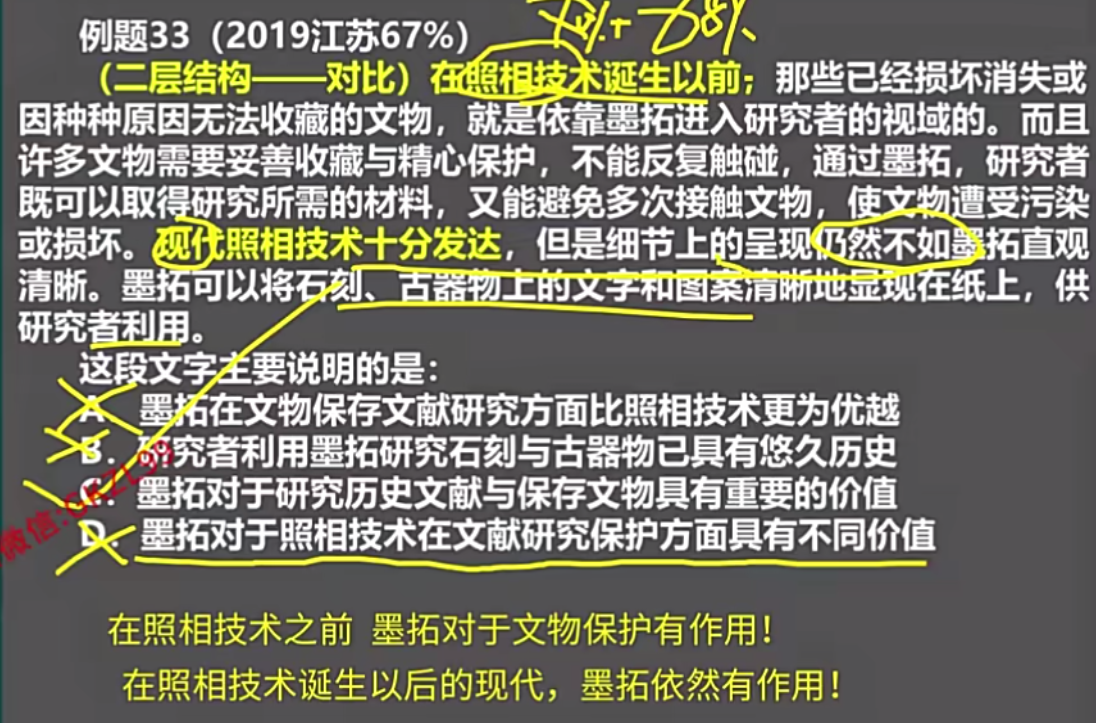 例题33（2019江苏67%）
（二层结构——对比）在照相技术诞生以前，那些已经损坏消失或
因种种原因无法收藏的文物，就是依靠墨拓进入研究者的视域的。而且
许多文物需要妥善收藏与精心保护，不能反复触碰，通过墨拓，研究者
既可以取得研究所需的材料，又能避免多次接触文物，使文物遭受污染
或损坏。现代照相技术十分发达，但是细节上的呈现仍然不如墨拓直观
清晰。墨拓可以将石刻、古器物上的文字和图案清晰地显现在纸上，供
研究者利用。
这段文字主要说明的是：
A. 墨拓在文物保存文献研究方面比照相技术更为优越
B. 研究者利用墨拓研究石刻与古器物已具有悠久历史
C. 墨拓对于研究历史文献与保存文物具有重要的价值
D. 墨拓对于照相技术在文献研究保护方面具有不同价值
在照相技术之前 墨拓对于文物保护有作用！
在照相技术诞生以后的现代，墨拓依然有作用！